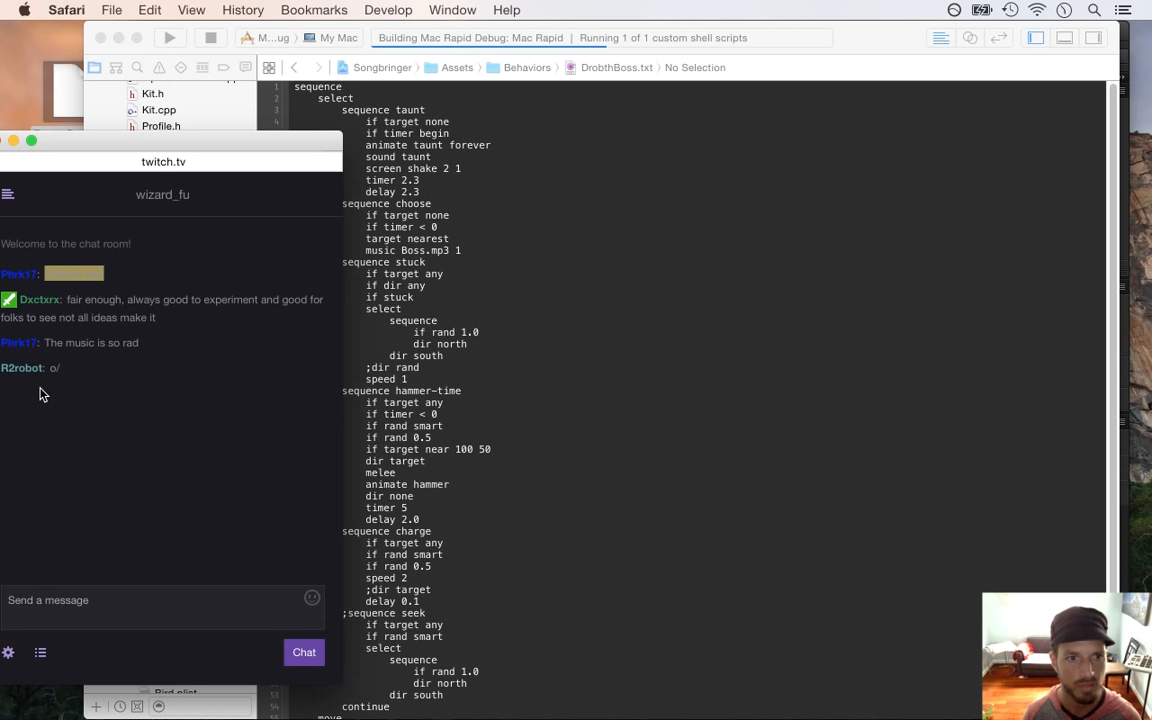 Safari File Edit View History Bookmarks Develop Window Help
M...ug My Mac Building Mac Rapid Debug: Mac Rapid | Running 1 of 1 custom shell scripts
Songbringer Assets Behaviors DrobthBoss.txt No Selection
Kit.h
Kit.cpp
Profile.h
twitch.tv
wizard_fu
Welcome to the chat room!
Phrk17:
Dxctxrx: fair enough, always good to experiment and good for
folks to see not all ideas make it
Phrk17: The music is so rad
R2robot: o/
Send a message
Chat
1 sequence
2 select
3 sequence taunt
4 if target none
if timer begin
animate taunt forever
sound taunt
screen shake 2 1
timer 2.3
delay 2.3
sequence choose
if target none
if timer < 0
target nearest
music Boss.mp3 1
sequence stuck
if target any
if dir any
if stuck
select
sequence
if rand 1.0
dir north
dir south
;dir rand
speed 1
sequence hammer-time
if target any
if timer < 0
if rand smart
if rand 0.5
if target near 100 50
dir target
melee
animate hammer
dir none
timer 5
delay 2.0
sequence charge
if target any
if rand smart
if rand 0.5
speed 2
;dir target
delay 0.1
;sequence seek
if target any
if rand smart
select
sequence
if rand 1.0
dir north
53 dir south
54 continue
55 move